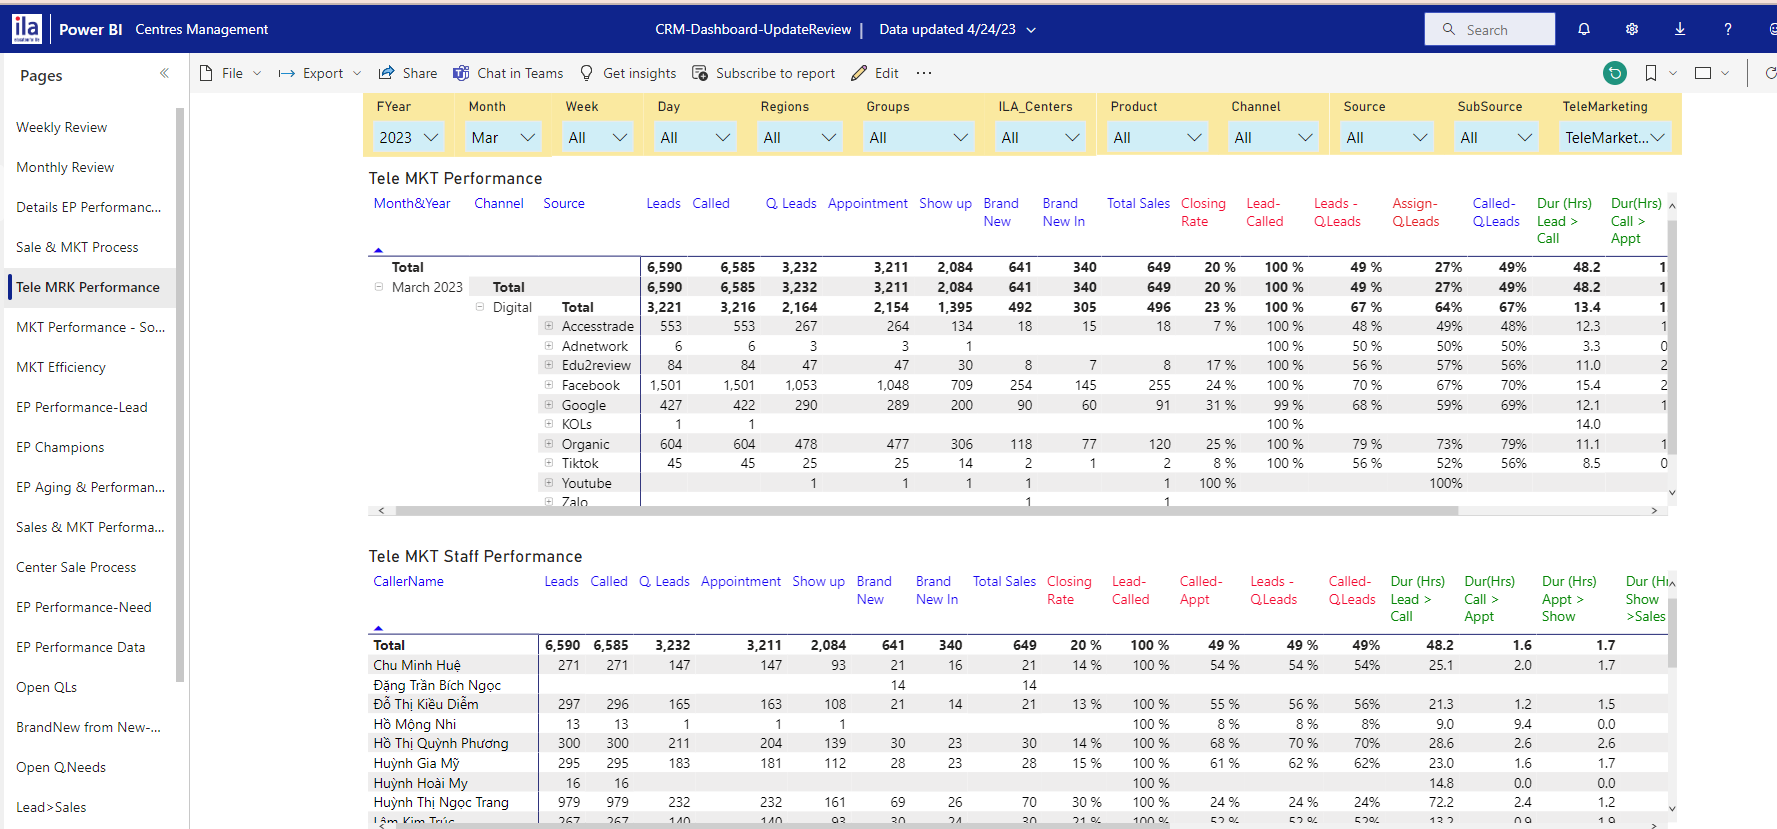 ila Power BI Centres Management CRM-Dashboard-UpdateReview | Data updated 4/24/23 Search
Pages File Export Share Chat in Teams Get insights Subscribe to report Edit ...
Weekly Review
Monthly Review
Details EP Performanc...
Sale & MKT Process
Tele MRK Performance
MKT Performance - So...
MKT Efficiency
EP Performance-Lead
EP Champions
EP Aging & Performan...
Sales & MKT Performa...
Center Sale Process
EP Performance-Need
EP Performance Data
Open QLs
BrandNew from New-...
Open Q.Needs
Lead>Sales
FYear Month Week Day Regions Groups ILA_Centers Product Channel Source SubSource TeleMarketing
2023 Mar All All All All All All All All All TeleMarket...
Tele MKT Performance
Month&Year Channel Source Leads Called Q. Leads Appointment Show up Brand New Brand New In Total Sales Closing Rate Lead-Called Leads - Q.Leads Assign-Q.Leads Called-Q.Leads Dur (Hrs) Lead > Call Dur(Hrs) Call > Appt
Total 6,590 6,585 3,232 3,211 2,084 641 340 649 20 % 100 % 49 % 27% 49% 48.2 1
March 2023 Total 6,590 6,585 3,232 3,211 2,084 641 340 649 20 % 100 % 49 % 27% 49% 48.2 1
Digital Total 3,221 3,216 2,164 2,154 1,395 492 305 496 23 % 100 % 67 % 64% 67% 13.4 1
Accesstrade 553 553 267 264 134 18 15 18 7 % 100 % 48 % 49% 48% 12.3 1
Adnetwork 6 6 3 3 1 100 % 50 % 50% 50% 3.3 0
Edu2review 84 84 47 47 30 8 7 8 17 % 100 % 56 % 57% 56% 11.0 2
Facebook 1,501 1,501 1,053 1,048 709 254 145 255 24 % 100 % 70 % 67% 70% 15.4 2
Google 427 422 290 289 200 90 60 91 31 % 99 % 68 % 59% 69% 12.1 1
KOLs 1 1 100 % 14.0
Organic 604 604 478 477 306 118 77 120 25 % 100 % 79 % 73% 79% 11.1 1
Tiktok 45 45 25 25 14 2 1 2 8 % 100 % 56 % 52% 56% 8.5 0
Youtube 1 1 1 1 1 100 % 100%
Zalo 1 1
Tele MKT Staff Performance
CallerName Leads Called Q. Leads Appointment Show up Brand New Brand New In Total Sales Closing Rate Lead-Called Called-Appt Leads - Q.Leads Called-Q.Leads Dur (Hrs) Lead > Call Dur(Hrs) Call > Appt Dur (Hrs) Appt > Show Dur (Hrs Show >Sales
Total 6,590 6,585 3,232 3,211 2,084 641 340 649 20 % 100 % 49 % 49 % 49% 48.2 1.6 1.7
Chu Minh Huệ 271 271 147 147 93 21 16 21 14 % 100 % 54 % 54 % 54% 25.1 2.0 1.7
Đặng Trần Bích Ngọc 14 14
Đỗ Thị Kiều Diễm 297 296 165 163 108 21 14 21 13 % 100 % 55 % 56 % 56% 21.3 1.2 1.5
Hồ Mộng Nhi 13 13 1 1 1 100 % 8 % 8 % 8% 9.0 9.4 0.0
Hồ Thị Quỳnh Phương 300 300 211 204 139 30 23 30 14 % 100 % 68 % 70 % 70% 28.6 2.6 2.6
Huỳnh Gia Mỹ 295 295 183 181 112 28 23 28 15 % 100 % 61 % 62 % 62% 23.0 1.6 1.7
Huỳnh Hoài My 16 16 100 % 14.8 0.0 0.0
Huỳnh Thị Ngọc Trang 979 979 232 232 161 69 26 70 30 % 100 % 24 % 24 % 24% 72.2 2.4 1.2
Lâm Kim Trúc 267 267 140 140 93 30 24 30 21 % 100 % 52 % 52 % 52% 13.2 0.9 1.9